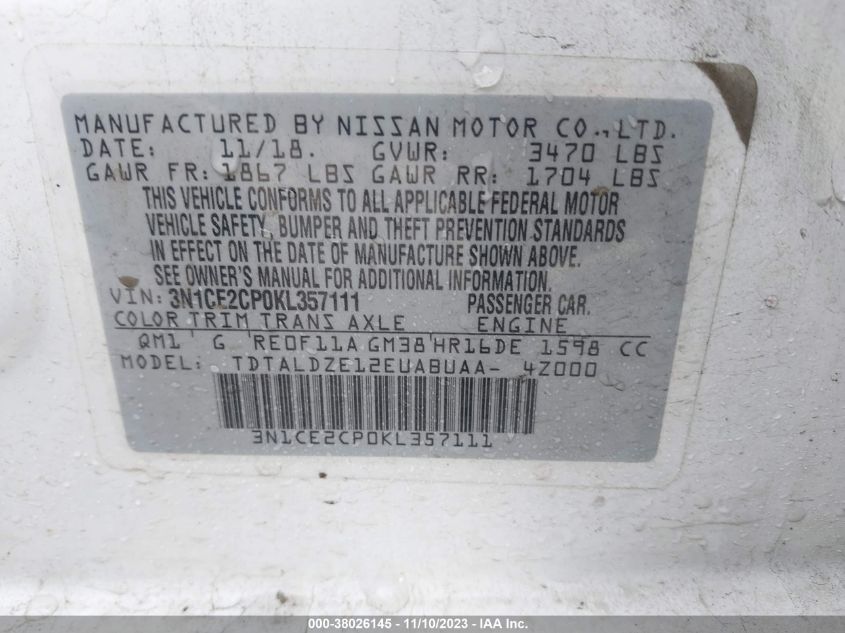 MANUFACTURED BY NISSAN MOTOR CO.,LTD.
DATE: 11/18. GVWR: 3470 LBS
GAWR FR: 1867 LBS GAWR RR: 1704 LBS
THIS VEHICLE CONFORMS TO ALL APPLICABLE FEDERAL MOTOR
VEHICLE SAFETY, BUMPER AND THEFT PREVENTION STANDARDS
IN EFFECT ON THE DATE OF MANUFACTURE SHOWN ABOVE.
SEE OWNER'S MANUAL FOR ADDITIONAL INFORMATION.
VIN: 3N1CE2CP0KL357111 PASSENGER CAR.
COLOR TRIM TRANS AXLE ENGINE
QM1 G RE0F11A GM38 HR16DE 1598 CC
MODEL: TDTALDZE12EUABUAA- 4Z000
3N1CE2CP0KL357111
000-38026145 - 11/10/2023 - IAA Inc.